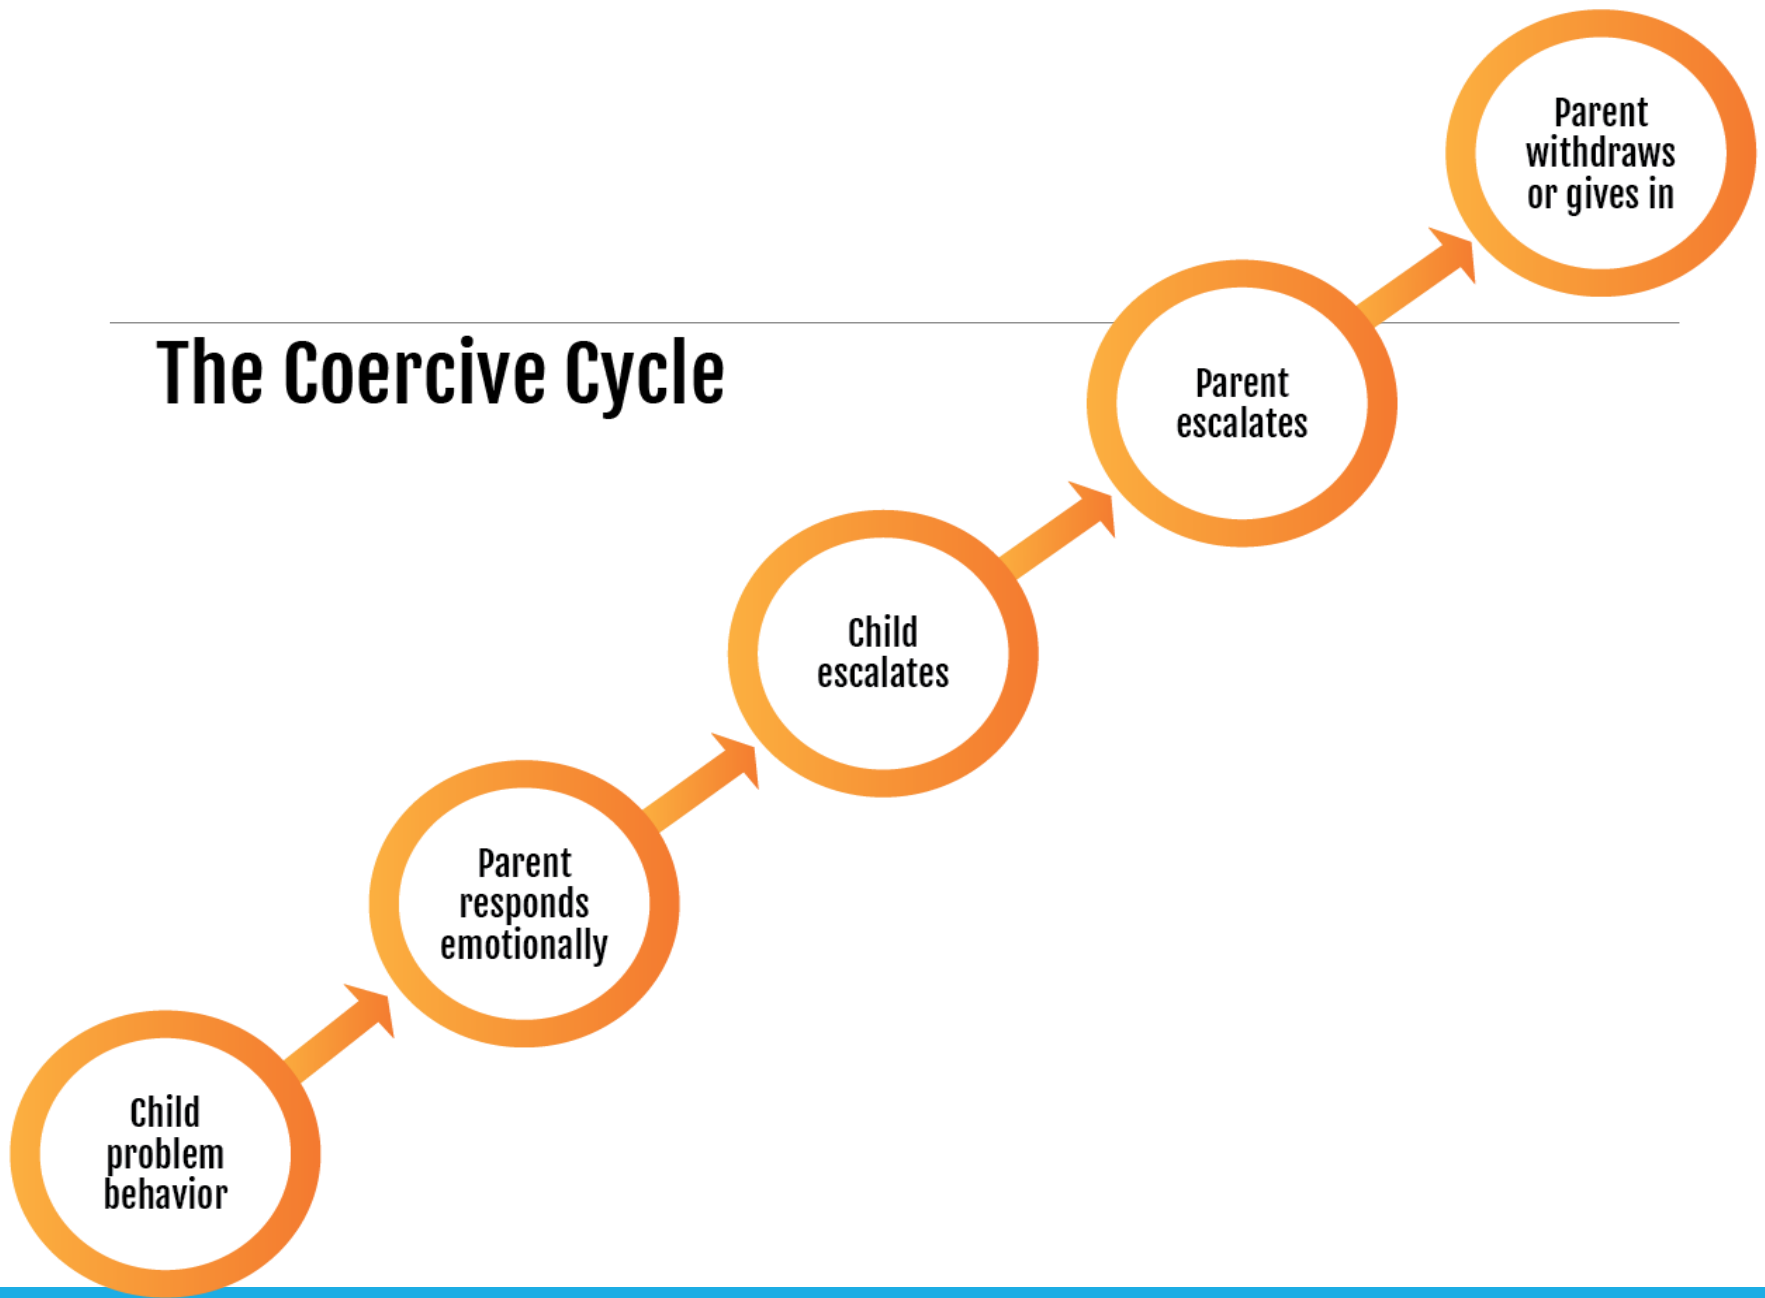 Parent
withdraws
or gives in
The Coercive Cycle
Parent
escalates
Child
escalates
Parent
responds
emotionally
Child
problem
behavior